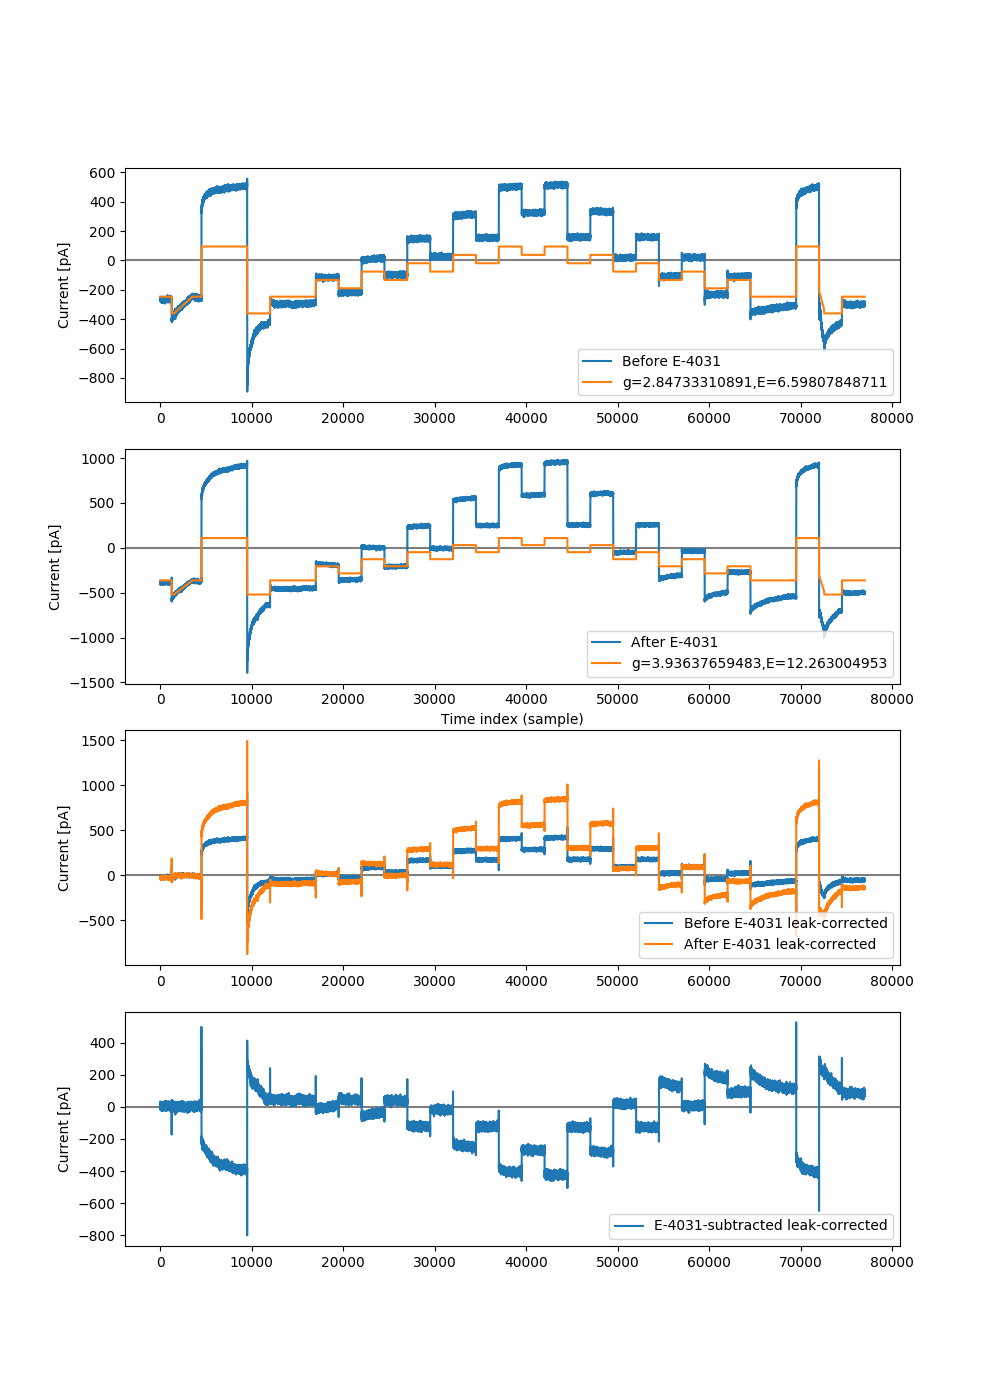 600
400
200
0
−200
−400
−600
−800
Current [pA]
Before E-4031
g=2.84733310891,E=6.59807848711
0 10000 20000 30000 40000 50000 60000 70000 80000
1000
500
0
−500
−1000
−1500
Current [pA]
After E-4031
g=3.93637659483,E=12.263004953
0 10000 20000 30000 40000 50000 60000 70000 80000
Time index (sample)
1500
1000
500
0
−500
Current [pA]
Before E-4031 leak-corrected
After E-4031 leak-corrected
0 10000 20000 30000 40000 50000 60000 70000 80000
400
200
0
−200
−400
−600
−800
Current [pA]
E-4031-subtracted leak-corrected
0 10000 20000 30000 40000 50000 60000 70000 80000